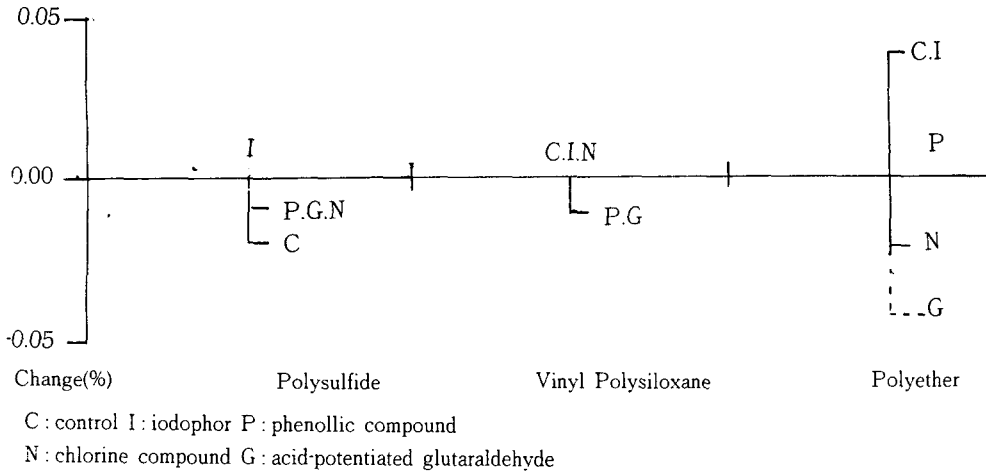 0.05
C.I
I
C.I.N
P
0.00
P.G.N
P.G
C
N
G
-0.05
Change(%) Polysulfide Vinyl Polysiloxane Polyether
C : control I : iodophor P : phenollic compound
N : chlorine compound G : acid-potentiated glutaraldehyde